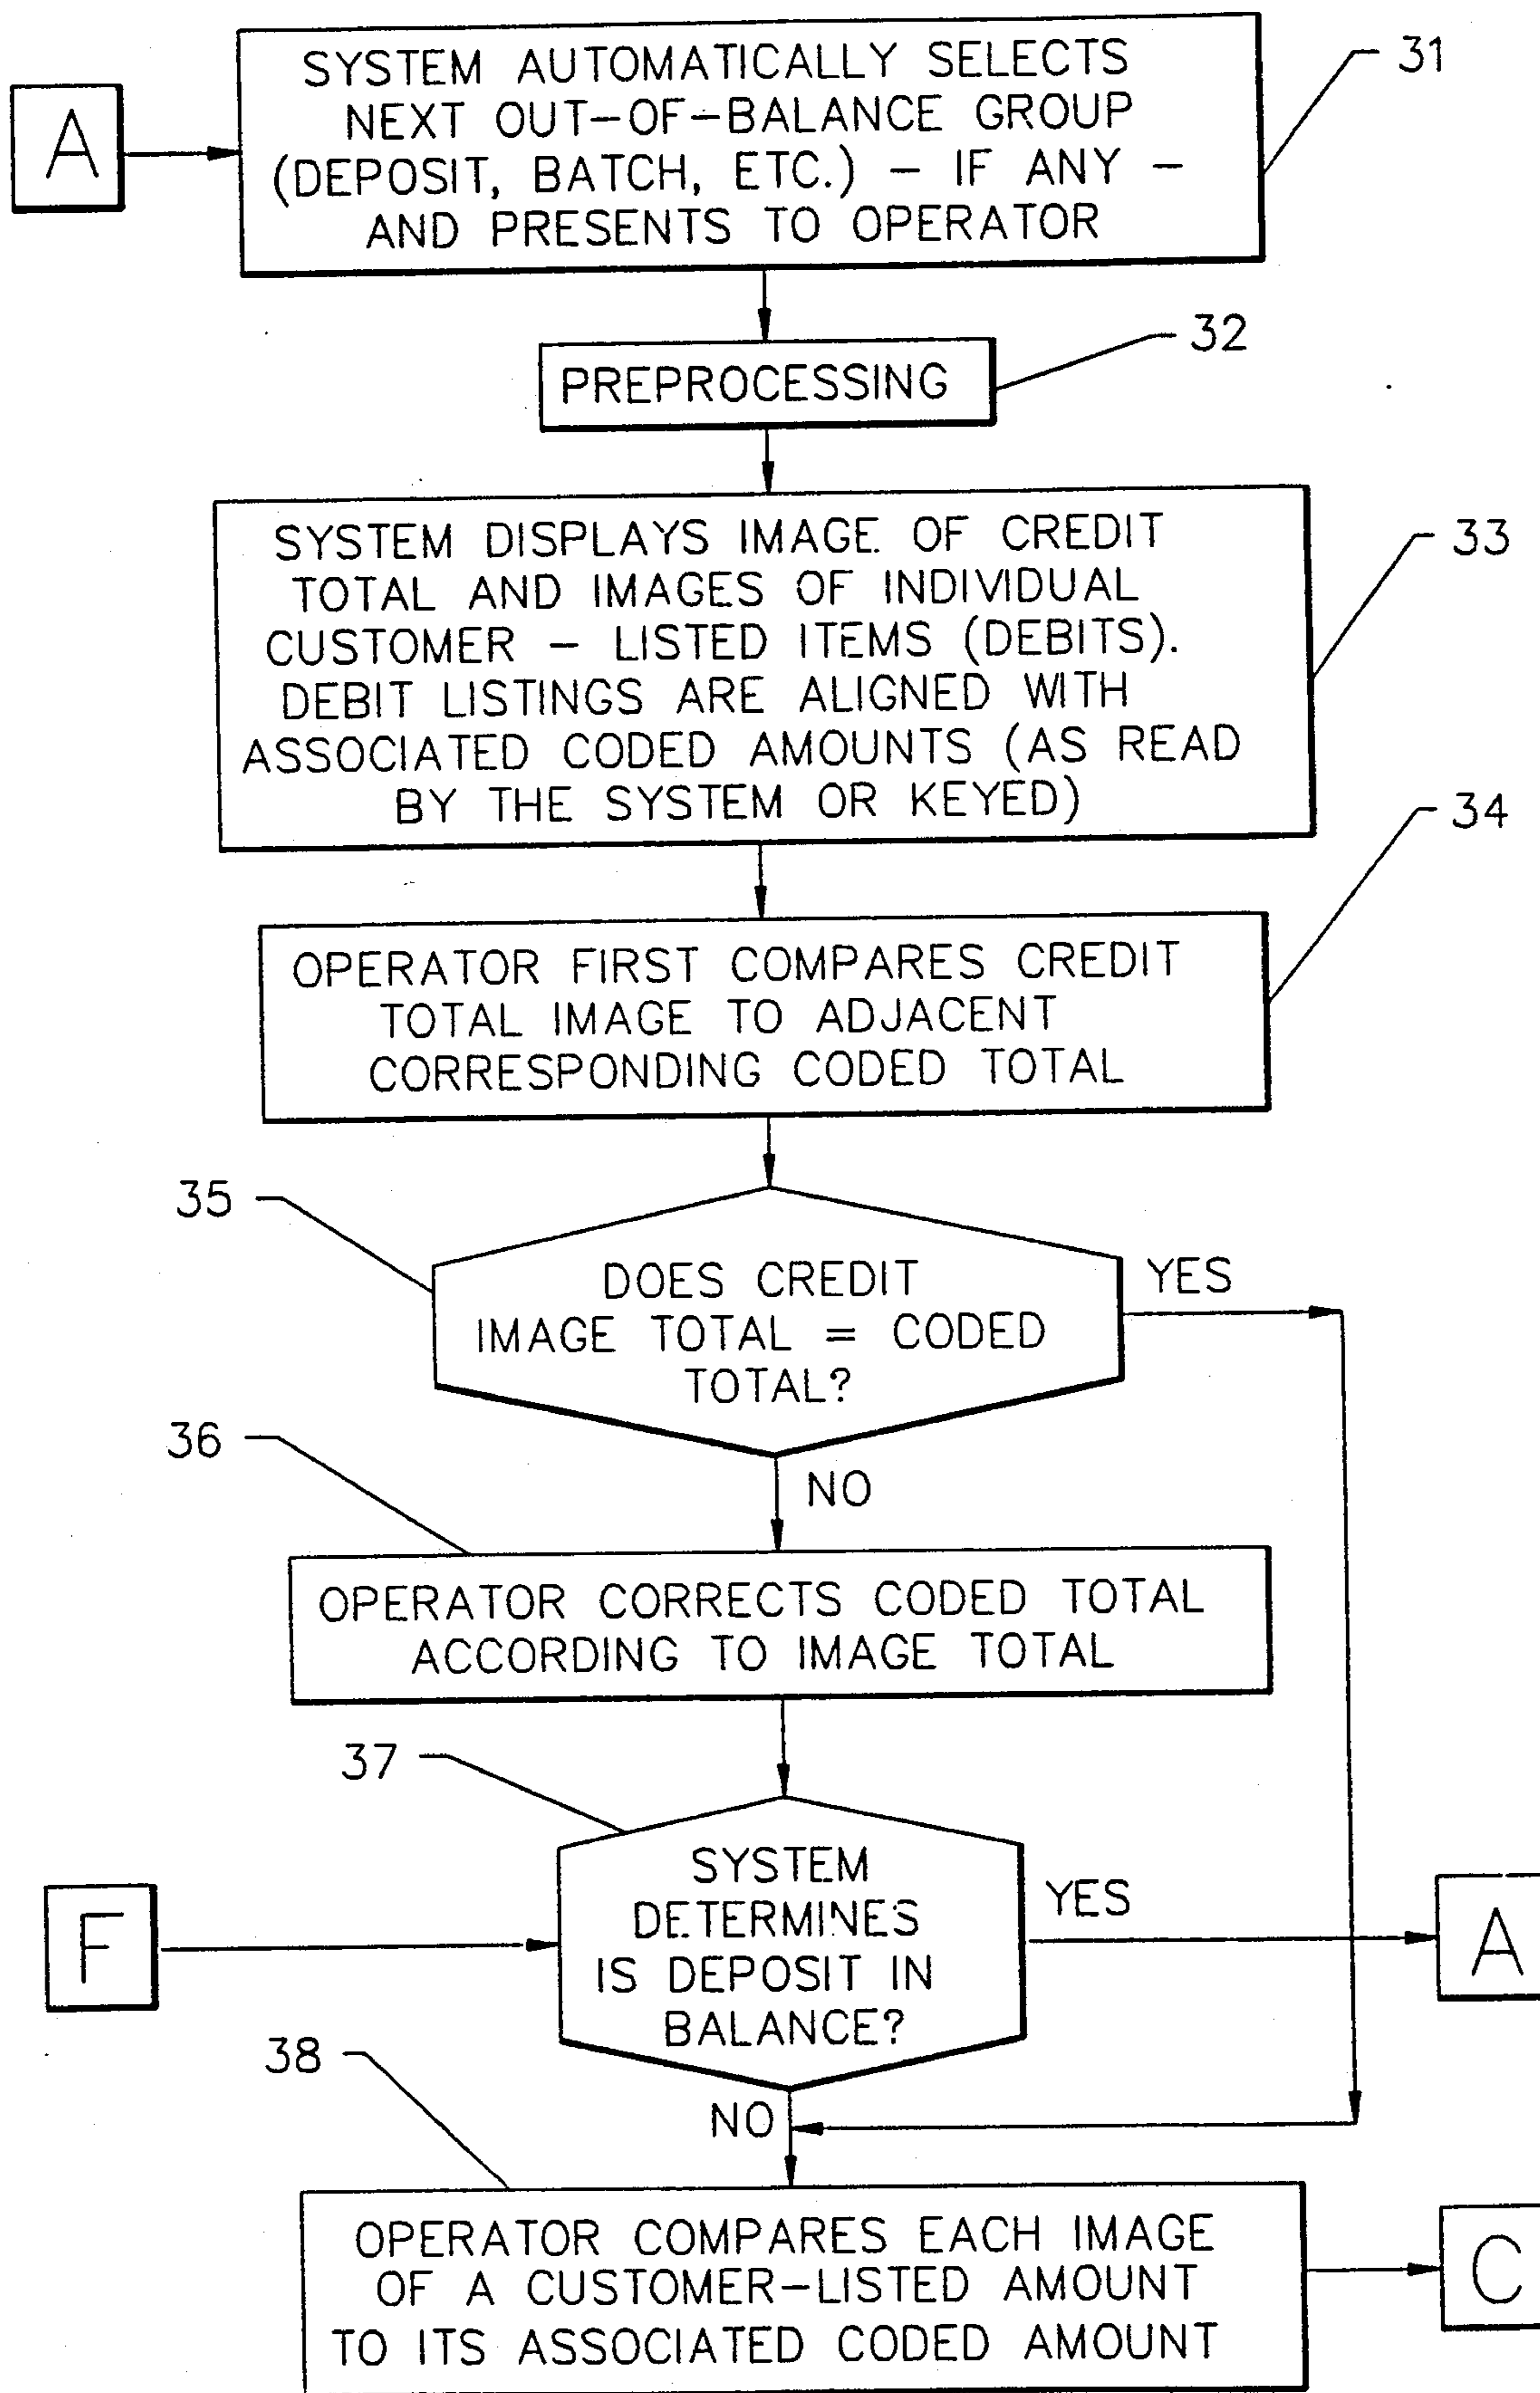 A
SYSTEM AUTOMATICALLY SELECTS
NEXT OUT-OF-BALANCE GROUP
(DEPOSIT, BATCH, ETC.) - IF ANY -
AND PRESENTS TO OPERATOR
31
PREPROCESSING
32
SYSTEM DISPLAYS IMAGE OF CREDIT
TOTAL AND IMAGES OF INDIVIDUAL
CUSTOMER - LISTED ITEMS (DEBITS).
DEBIT LISTINGS ARE ALIGNED WITH
ASSOCIATED CODED AMOUNTS (AS READ
BY THE SYSTEM OR KEYED)
33
OPERATOR FIRST COMPARES CREDIT
TOTAL IMAGE TO ADJACENT
CORRESPONDING CODED TOTAL
34
35
DOES CREDIT
IMAGE TOTAL = CODED
TOTAL?
YES
NO
36
OPERATOR CORRECTS CODED TOTAL
ACCORDING TO IMAGE TOTAL
37
F
SYSTEM
DETERMINES
IS DEPOSIT IN
BALANCE?
YES
A
NO
38
OPERATOR COMPARES EACH IMAGE
OF A CUSTOMER-LISTED AMOUNT
TO ITS ASSOCIATED CODED AMOUNT
C